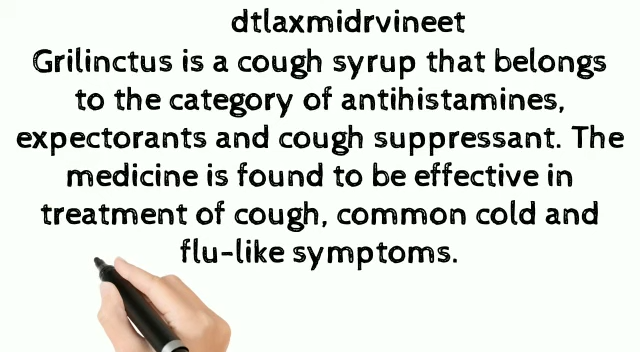 dtlaxmidrvineet
Grilinctus is a cough syrup that belongs
to the category of antihistamines,
expectorants and cough suppressant. The
medicine is found to be effective in
treatment of cough, common cold and
flu-like symptoms.